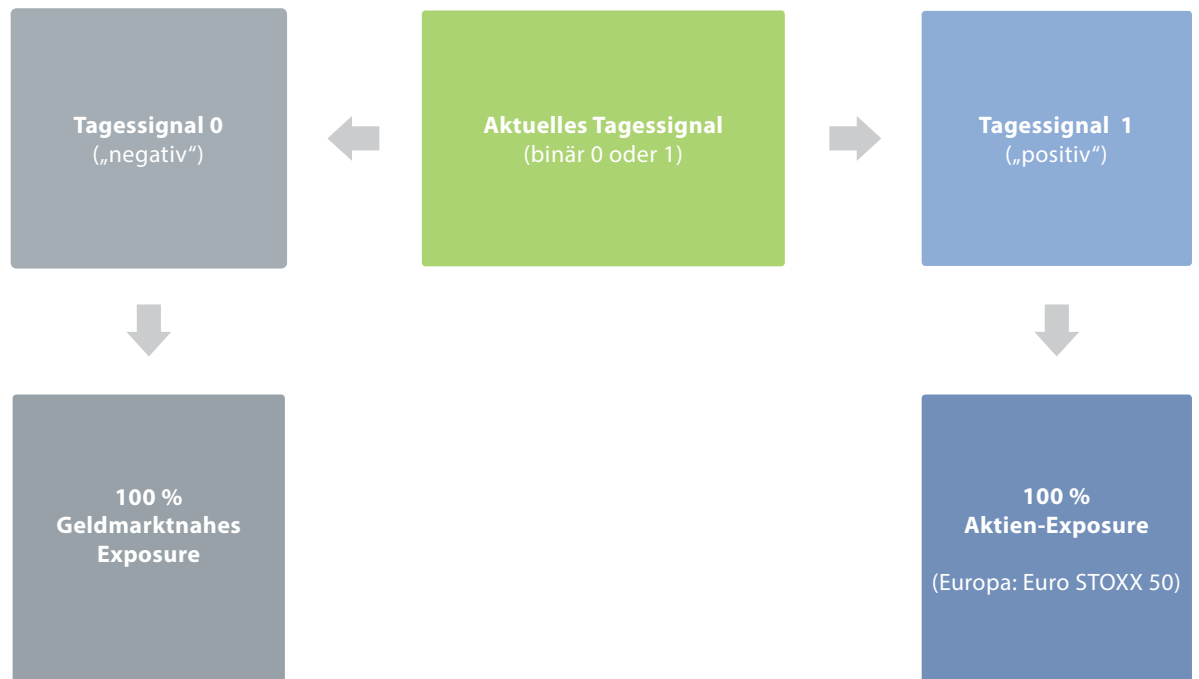 Tagessignal 0
(„negativ“)
Aktuelles Tagessignal
(binär 0 oder 1)
Tagessignal 1
(„positiv“)
100 %
Geldmarktnahes
Exposure
100 %
Aktien-Exposure
(Europa: Euro STOXX 50)